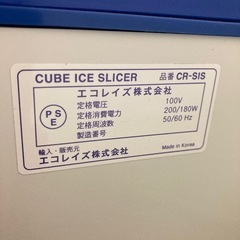 CUBE ICE SLICER 品番 CR-SIS
エコレイズ株式会社
PS
E
定格電圧 100V
定格消費電力 200/180W
定格周波数 50/60 Hz
製造番号
輸入・販売元
エコレイズ株式会社
Made in Korea